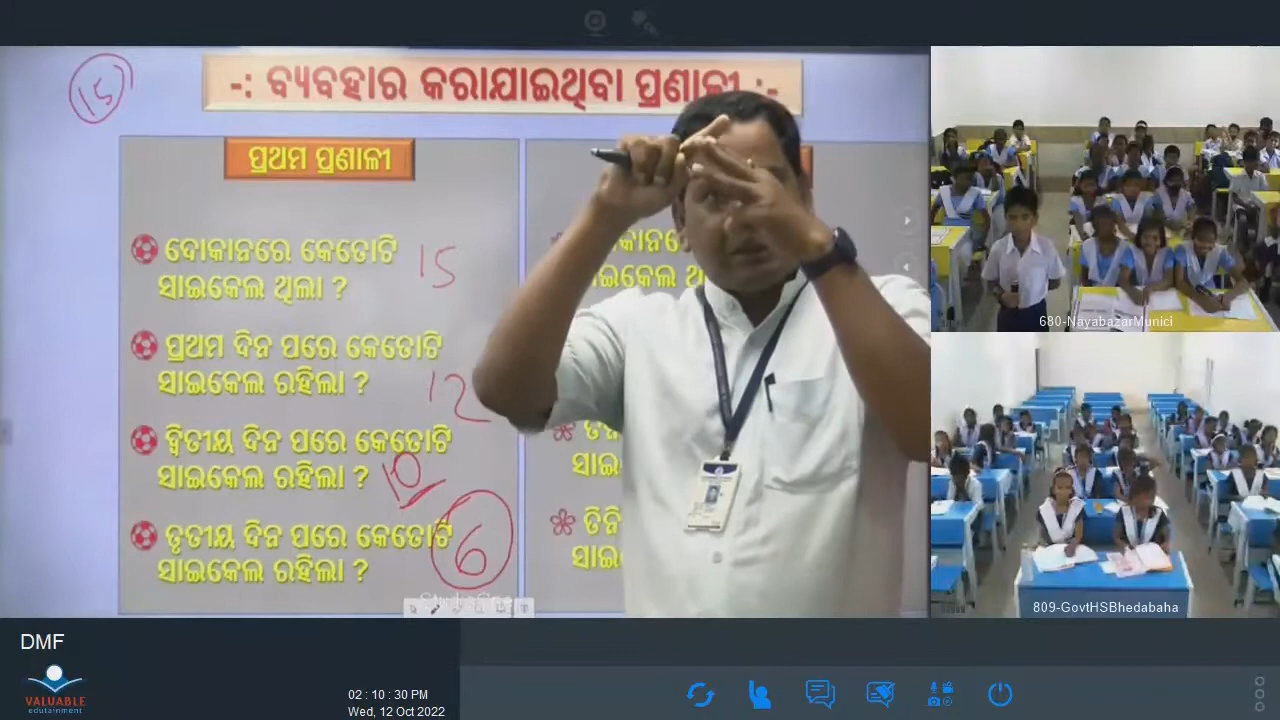 15
-: ବ୍ୟବହାର କରାଯାଇଥିବା ପ୍ରଣାଳୀ :-
ପ୍ରଥମ ପ୍ରଣାଳୀ
ଦୋକାନରେ କେତୋଟି
ସାଇକେଲ ଥିଲା ?
15
ପ୍ରଥମ ଦିନ ପରେ କେତୋଟି
ସାଇକେଲ ରହିଲା ?
12
ଦ୍ୱିତୀୟ ଦିନ ପରେ କେତୋଟି
ସାଇକେଲ ରହିଲା ?
10
ତୃତୀୟ ଦିନ ପରେ କେତୋଟି
ସାଇକେଲ ରହିଲା ?
6
680-NayabazarMunici
809-GovtHSBhedabaha
DMF
VALUABLE
edutainment
02 : 10 : 30 PM
Wed, 12 Oct 2022